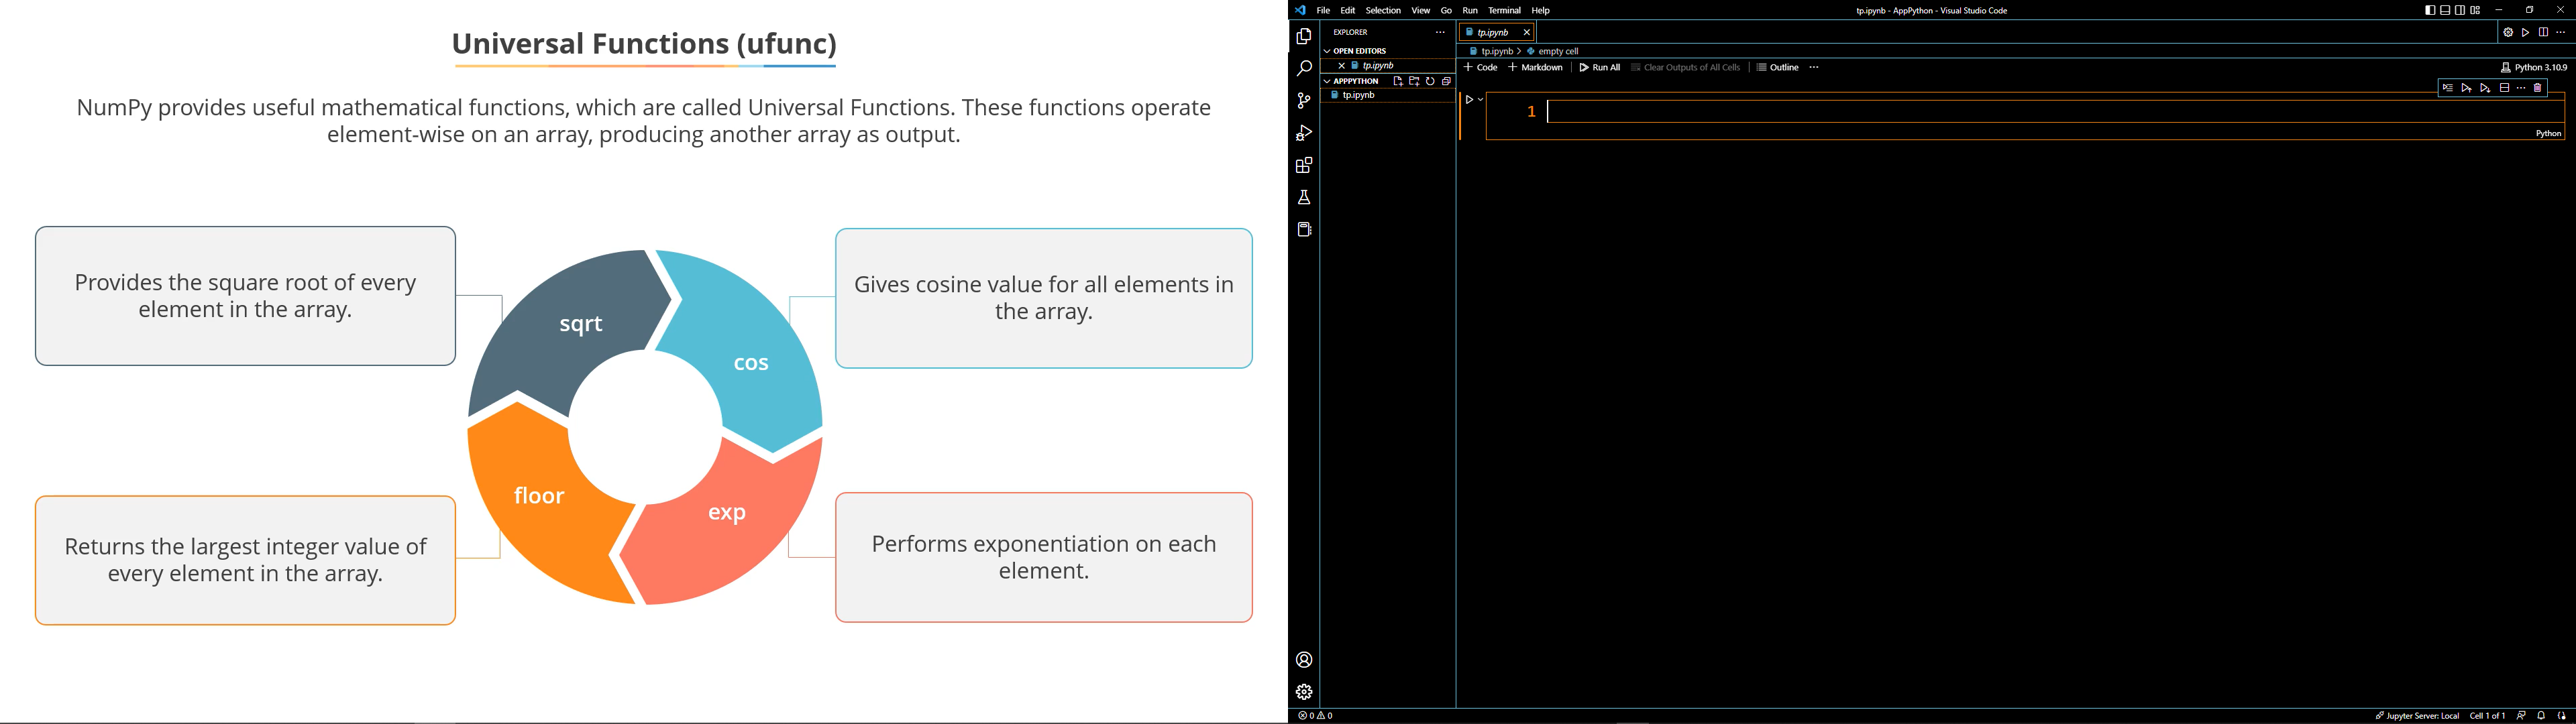 Universal Functions (ufunc)
NumPy provides useful mathematical functions, which are called Universal Functions. These functions operate
element-wise on an array, producing another array as output.
Provides the square root of every
element in the array.
Gives cosine value for all elements in
the array.
sqrt
cos
floor
exp
Returns the largest integer value of
every element in the array.
Performs exponentiation on each
element.
File Edit Selection View Go Run Terminal Help
tp.ipynb - AppPython - Visual Studio Code
EXPLORER
OPEN EDITORS
tp.ipynb
APPPYTHON
tp.ipynb
tp.ipynb
tp.ipynb > empty cell
+ Code + Markdown Run All Clear Outputs of All Cells Outline ...
Python 3.10.9
1
Python
0 0
Jupyter Server: Local Cell 1 of 1